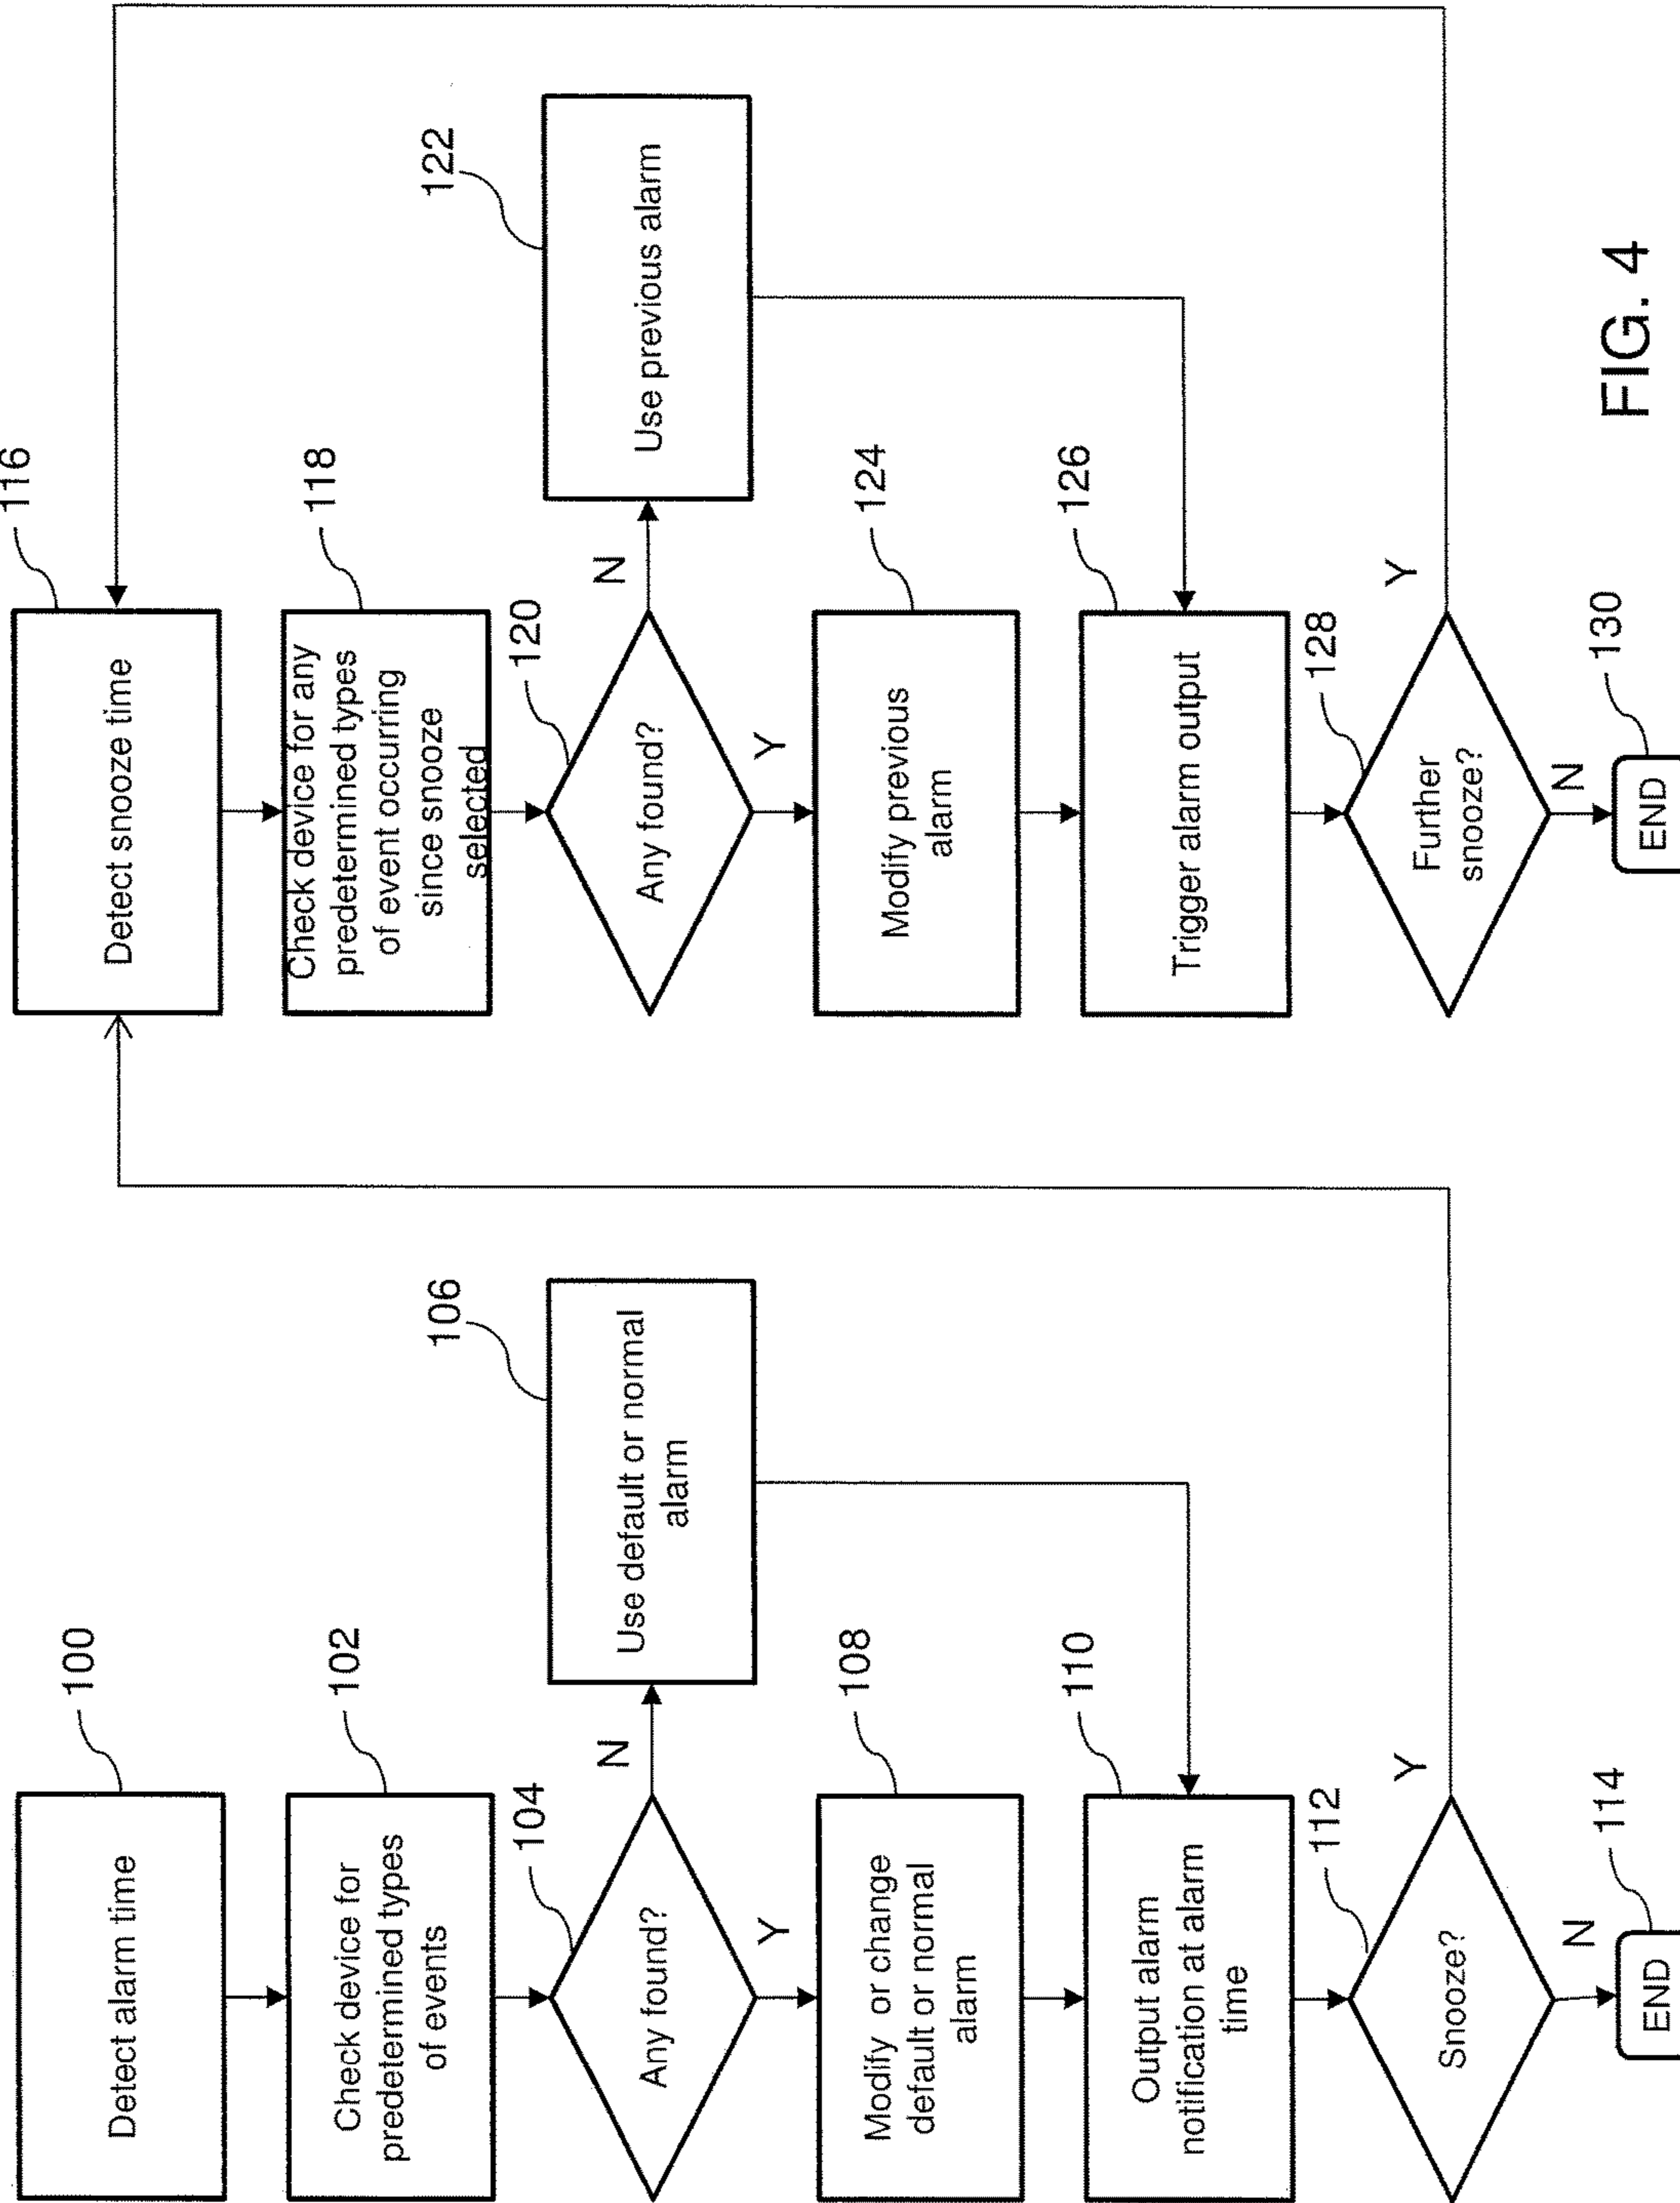 100
Detect alarm time
102
Check device for
predetermined types
of events
104
Any found?
N
Y
106
Use default or normal
alarm
108
Modify or change
default or normal
alarm
110
Output alarm
notification at alarm
time
112
Snooze?
Y
N
114
END
116
Detect snooze time
118
Check device for any
predetermined types
of event occurring
since snooze
selected
120
Any found?
N
Y
122
Use previous alarm
124
Modify previous
alarm
126
Trigger alarm output
128
Further
snooze?
Y
N
130
END
FIG. 4